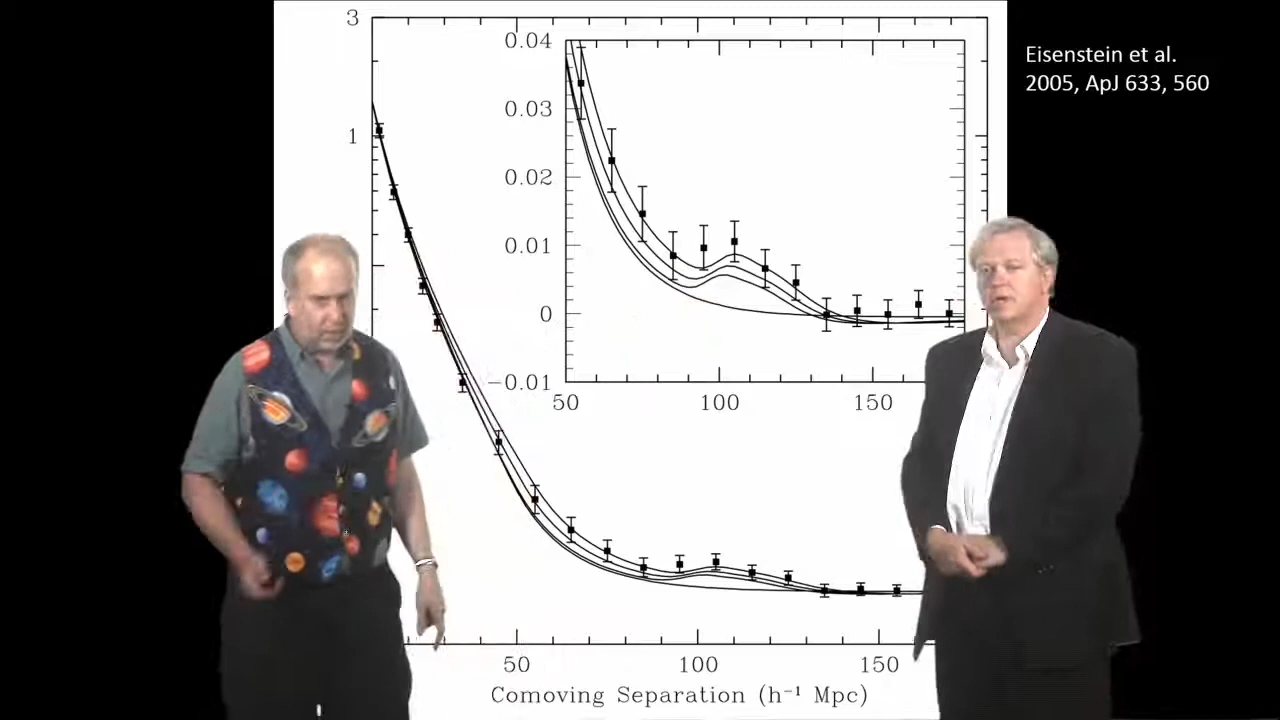 Eisenstein et al.
2005, ApJ 633, 560
3
1
0.04
0.03
0.02
0.01
0
−0.01
50 100 150
50 100 150
Comoving Separation (h⁻¹ Mpc)